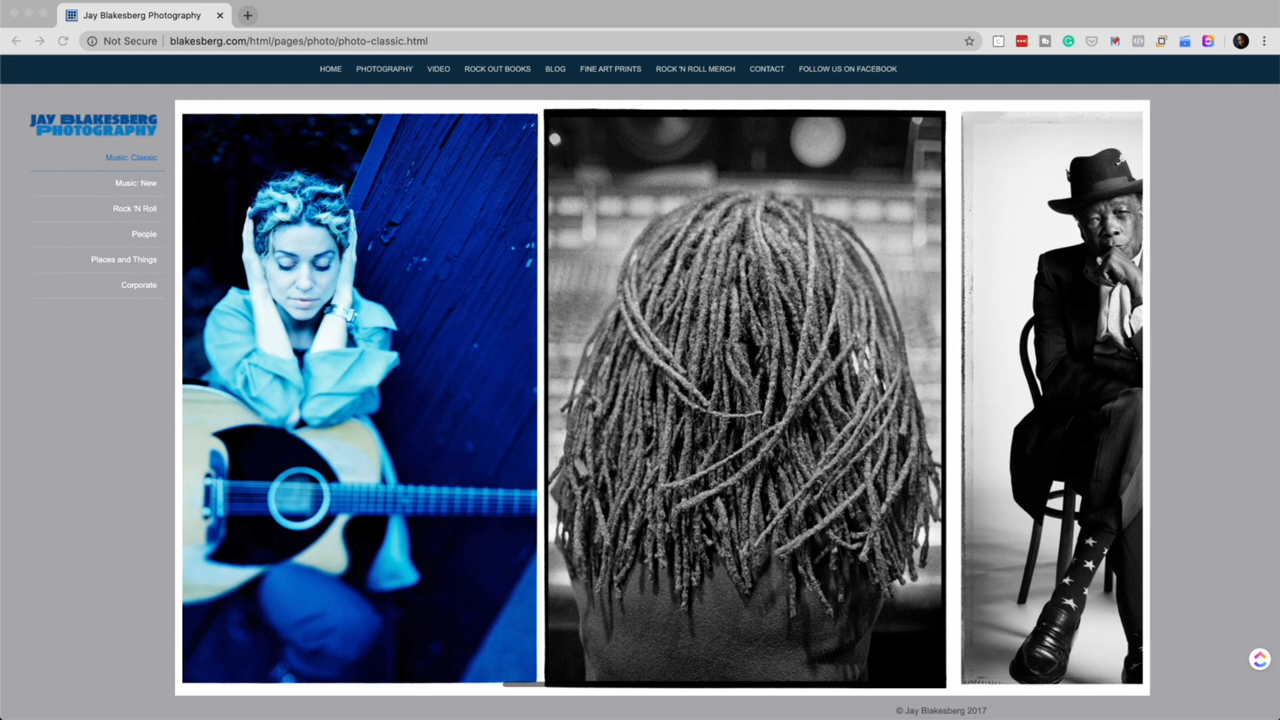 Jay Blakesberg Photography
Not Secure
blakesberg.com/html/pages/photo/photo-classic.html
HOME PHOTOGRAPHY VIDEO ROCK OUT BOOKS BLOG FINE ART PRINTS ROCK 'N ROLL MERCH CONTACT FOLLOW US ON FACEBOOK
JAY BLAKESBERG
PHOTOGRAPHY
Music: Classic
Music: New
Rock 'N Roll
People
Places and Things
Corporate
© Jay Blakesberg 2017